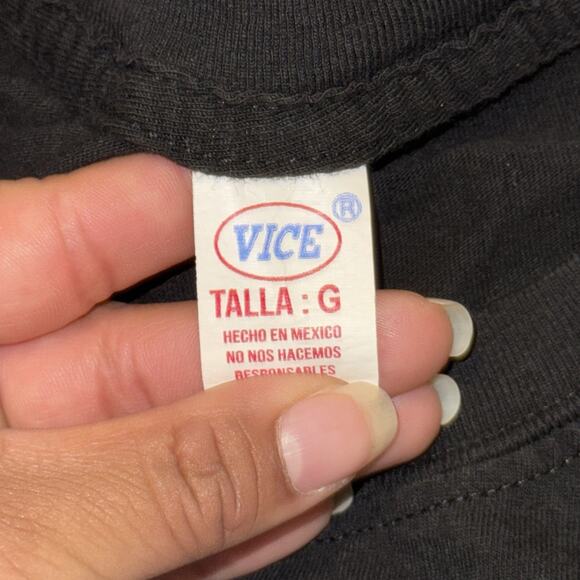 VICE ®
TALLA : G
HECHO EN MEXICO
NO NOS HACEMOS
RESPONSABLES